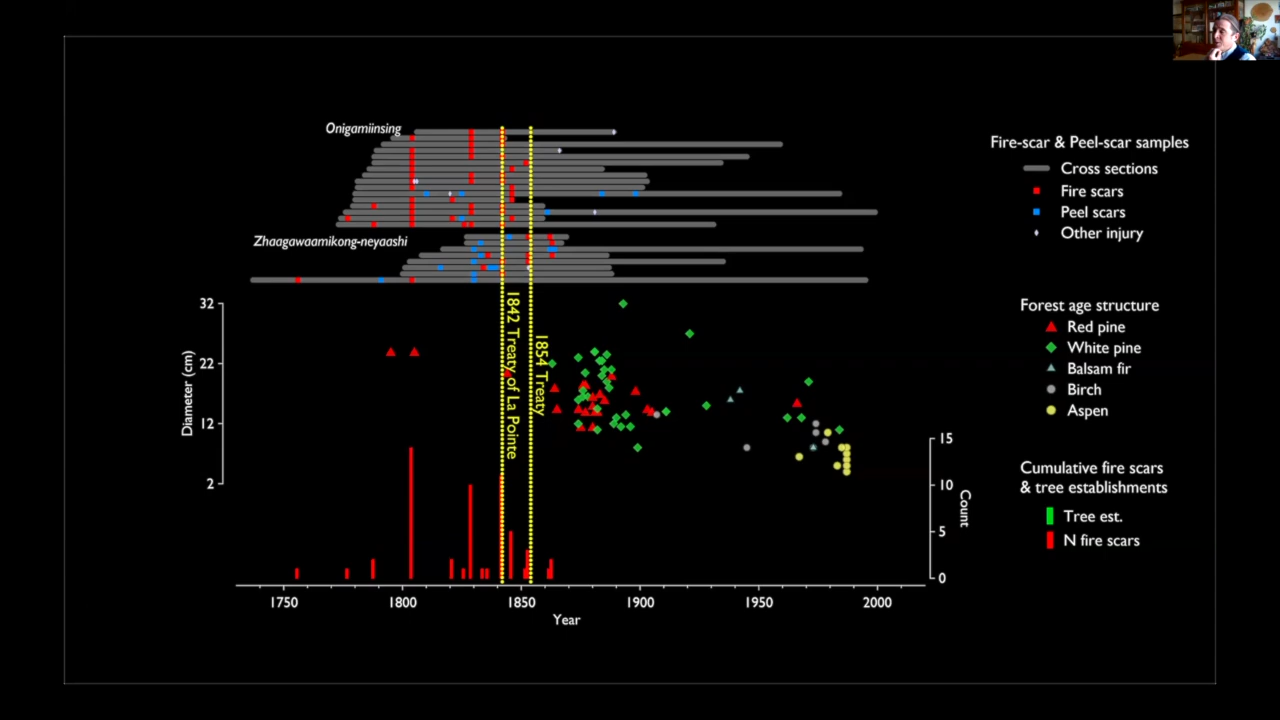 Onigamiinsing
Zhaagawaamikong-neyaashi
Fire-scar & Peel-scar samples
Cross sections
Fire scars
Peel scars
Other injury
32
22
12
2
Diameter (cm)
1842 Treaty of La Pointe
1854 Treaty
Forest age structure
Red pine
White pine
Balsam fir
Birch
Aspen
15
10
5
0
Count
Cumulative fire scars
& tree establishments
Tree est.
N fire scars
1750 1800 1850 1900 1950 2000
Year